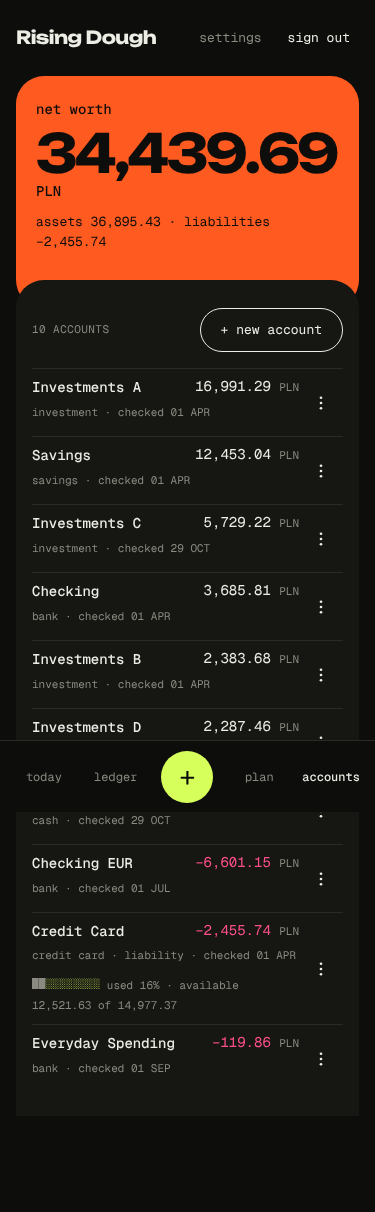 Rising Dough
settings
sign out
net worth
34,439.69
PLN
assets 36,895.43 · liabilities
−2,455.74
10 ACCOUNTS
+ new account
Investments A 16,991.29 PLN
investment · checked 01 APR
Savings 12,453.04 PLN
savings · checked 01 APR
Investments C 5,729.22 PLN
investment · checked 29 OCT
Checking 3,685.81 PLN
bank · checked 01 APR
Investments B 2,383.68 PLN
investment · checked 01 APR
Investments D 2,287.46 PLN
today
ledger
+
plan
accounts
cash · checked 29 OCT
Checking EUR −6,601.15 PLN
bank · checked 01 JUL
Credit Card −2,455.74 PLN
credit card · liability · checked 01 APR
used 16% · available
12,521.63 of 14,977.37
Everyday Spending −119.86 PLN
bank · checked 01 SEP